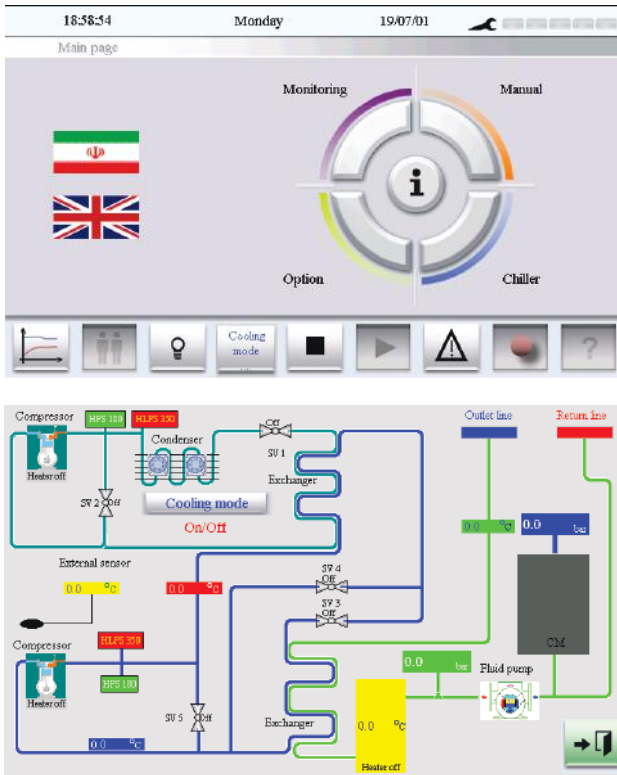 18:58:54 Monday 19/07/01
Main page
Monitoring Manual
i
Option Chiller
Cooling mode
?
Compressor HPS 180 HLPS 350 Off Outlet line Return line
Condenser
SV 1
Heater off Exchanger
SV 2 Off Cooling mode
On/Off
0.0 °C 0.0 bar
External sensor SV 4
0.0 °C 0.0 °C Off
SV 3
Off
Compressor HLPS 350 CM
0.0 bar Fluid pump
HPS 180
Heater off
SV 5 Off Exchanger 0.0 °C
0.0 °C
Heater off